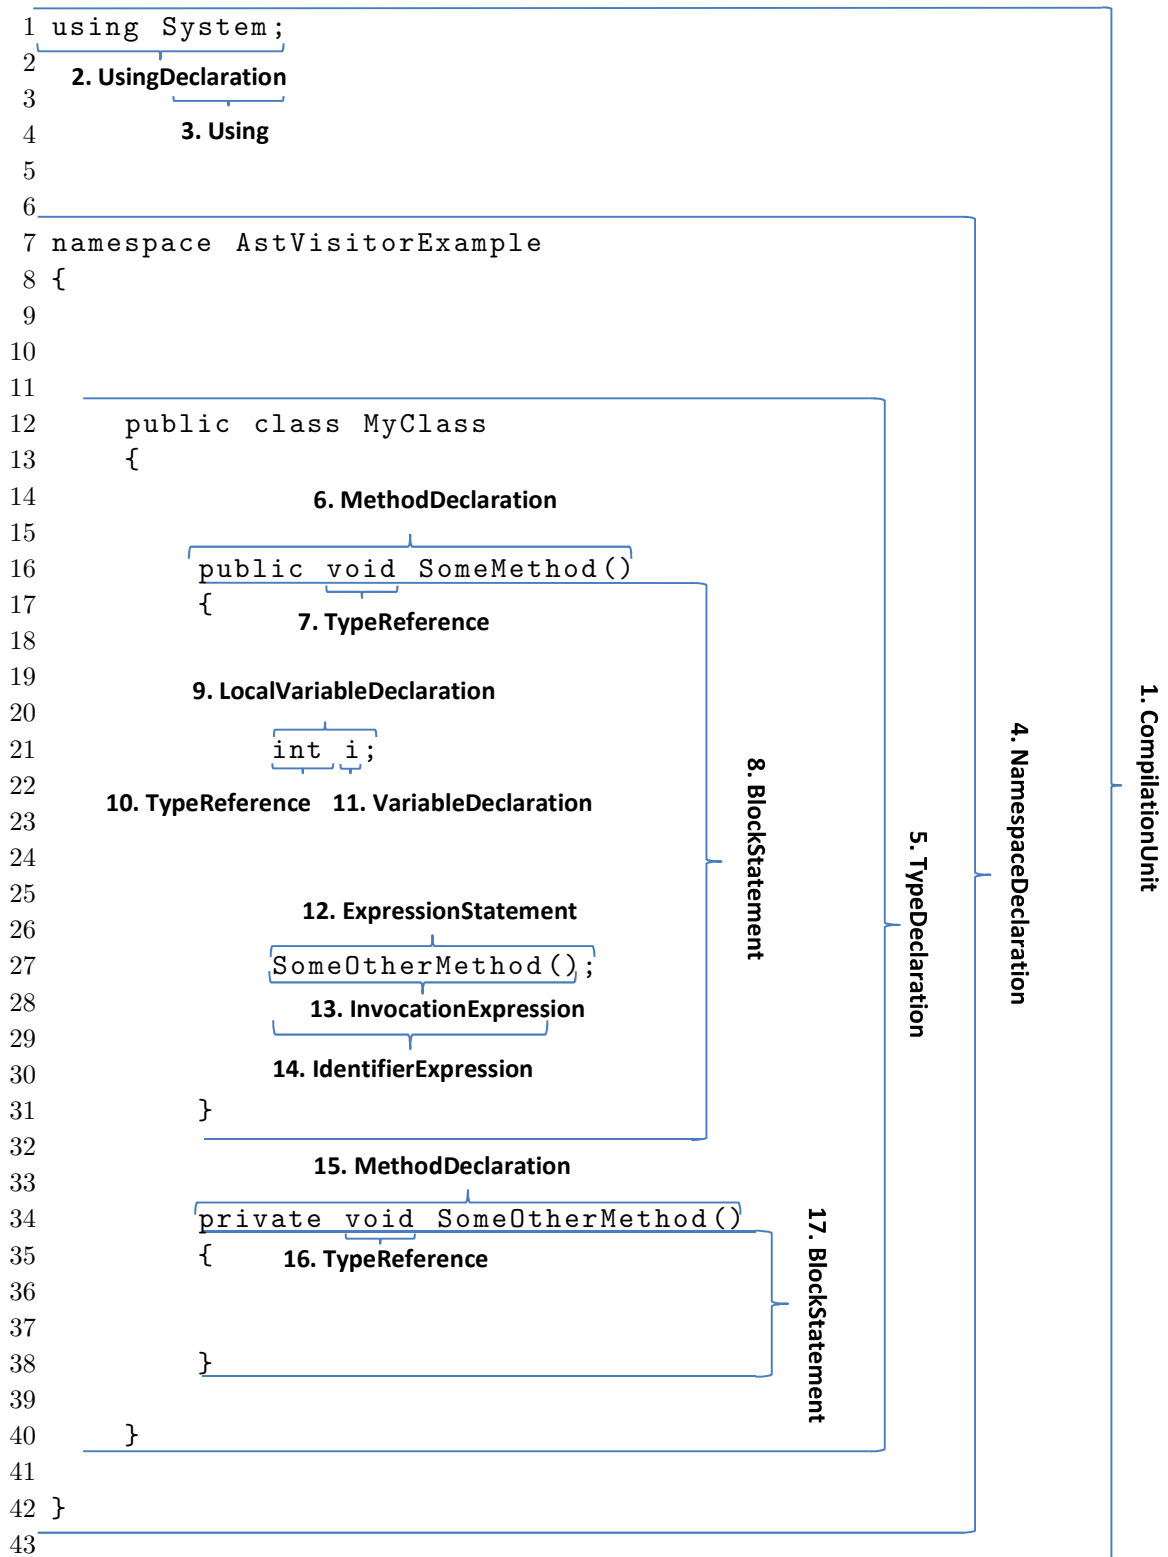 1 using System;
2
2. UsingDeclaration
3
4 3. Using
5
6
7 namespace AstVisitorExample
8 {
9
10
11
12 public class MyClass
13 {
14 6. MethodDeclaration
15
16 public void SomeMethod()
17 {
7. TypeReference
18
19
9. LocalVariableDeclaration
20
21 int i;
22
10. TypeReference 11. VariableDeclaration
23
24
25
12. ExpressionStatement
26
27 SomeOtherMethod();
28 13. InvocationExpression
29
30 14. IdentifierExpression
31 }
32
33 15. MethodDeclaration
34 private void SomeOtherMethod()
35 { 16. TypeReference
36
37
38 }
39
40 }
41
42 }
43
8. BlockStatement
17. BlockStatement
5. TypeDeclaration
4. NamespaceDeclaration
1. CompilationUnit